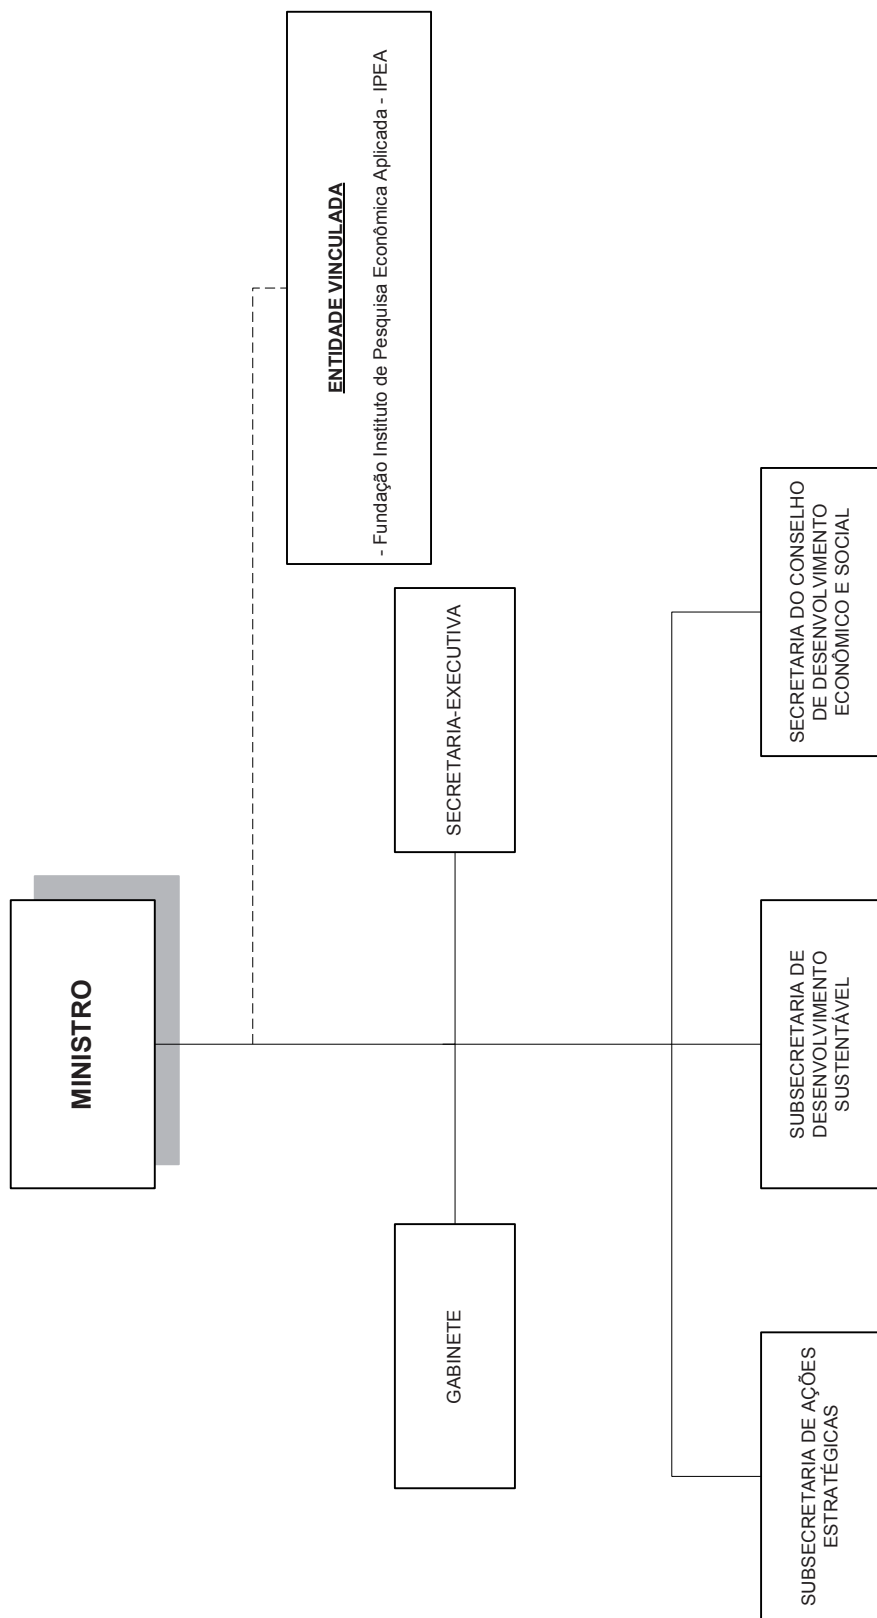 MINISTRO
ENTIDADE VINCULADA
- Fundação Instituto de Pesquisa Econômica Aplicada - IPEA
GABINETE
SECRETARIA-EXECUTIVA
SUBSECRETARIA DE AÇÕES
ESTRATÉGICAS
SUBSECRETARIA DE
DESENVOLVIMENTO
SUSTENTÁVEL
SECRETARIA DO CONSELHO
DE DESENVOLVIMENTO
ECONÔMICO E SOCIAL